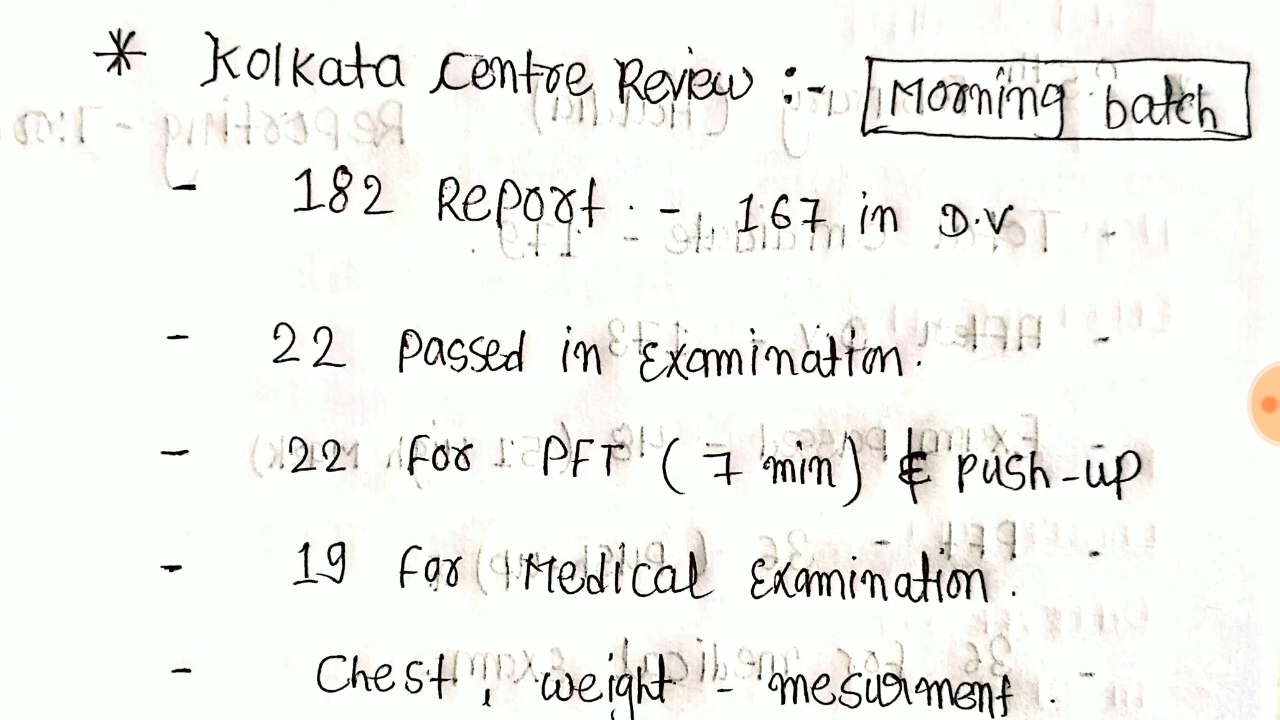 * Kolkata Centre Review :- Morning batch
- 182 Report. - 167 in D.V
- 22 Passed in Examination.
- 22 For PFT (7 min) & push-up
- 19 For Medical Examination.
- Chest, weight - mesurment.